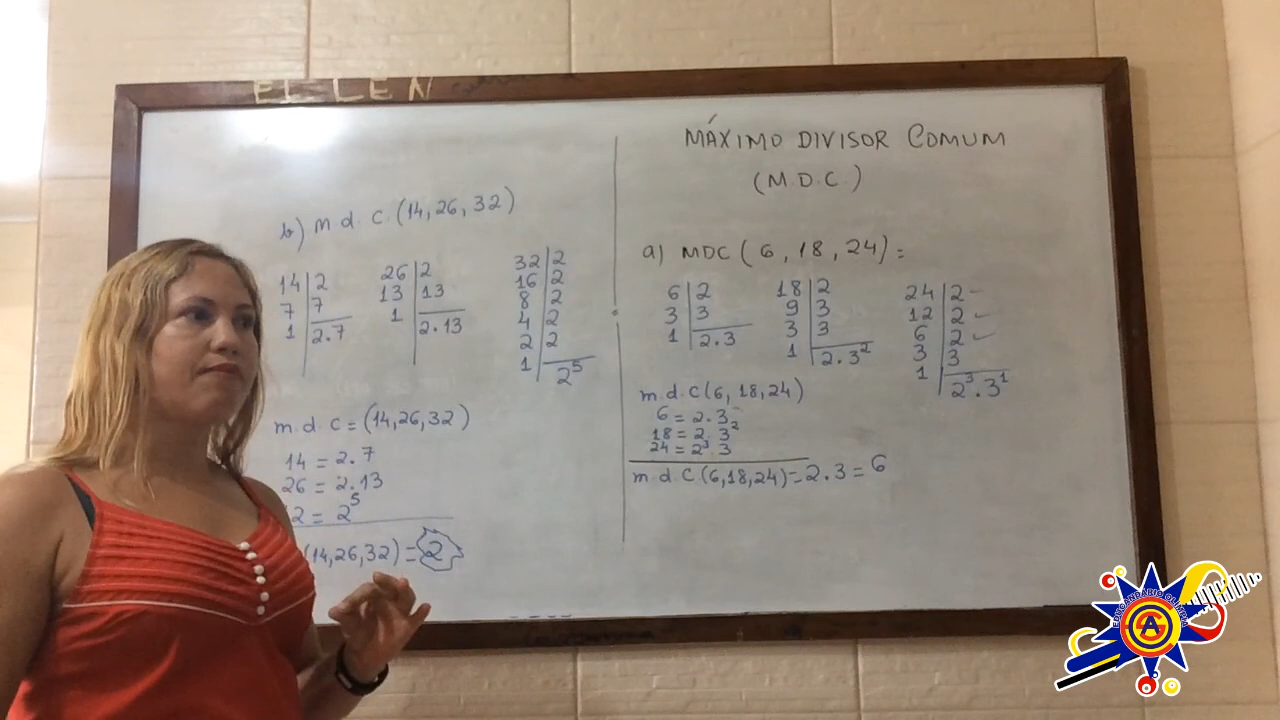 ELLEN
b) m.d.c.(14,26,32)
14|2
7|7
1|2.7
26|2
13|13
1|2.13
32|2
16|2
8|2
4|2
2|2
1|2⁵
m.d.c=(14,26,32)
14 = 2.7
26 = 2.13
2 = 2⁵
(14,26,32)=2
MÁXIMO DIVISOR COMUM
(M.D.C)
a) MDC (6, 18, 24)=
6|2
3|3
1|2.3
18|2
9|3
3|3
1|2.3²
24|2
12|2
6|2
3|3
1|2³.3¹
m.d.c(6,18,24)
6=2.3
18=2.3²
24=2³.3
m.d.c.(6,18,24)=2.3=6
A